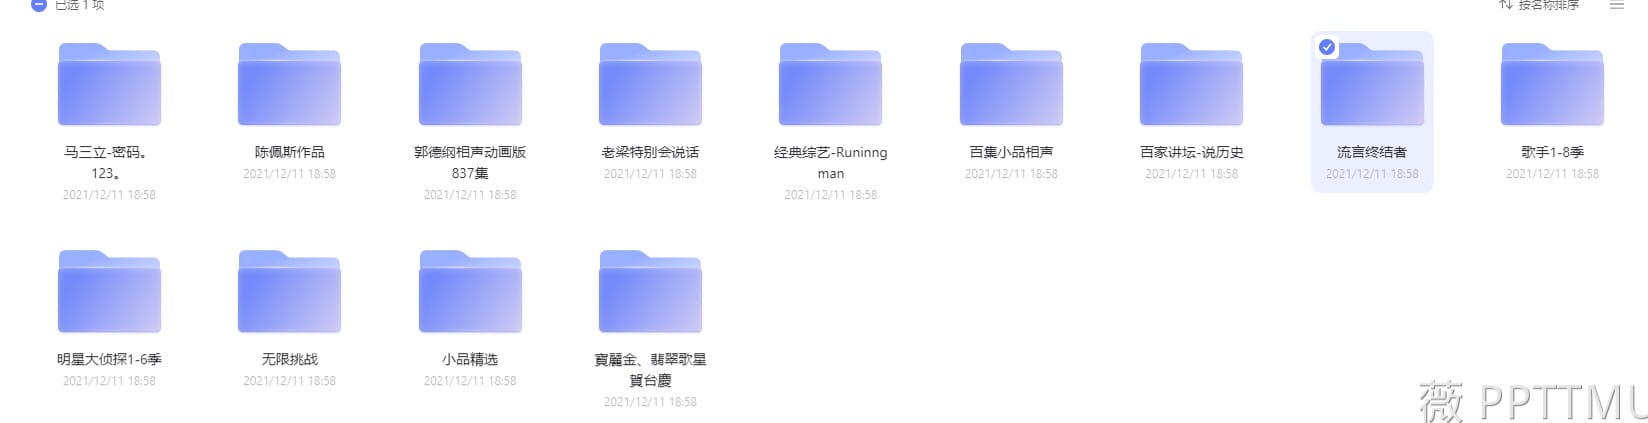 已选 1 项
按名称排序
马三立-密码。
123。
2021/12/11 18:58
陈佩斯作品
2021/12/11 18:58
郭德纲相声动画版
837集
2021/12/11 18:58
老梁特别会说话
2021/12/11 18:58
经典综艺-Runinng
man
2021/12/11 18:58
百集小品相声
2021/12/11 18:58
百家讲坛-说历史
2021/12/11 18:58
流言终结者
2021/12/11 18:58
歌手1-8季
2021/12/11 18:58
明星大侦探1-6季
2021/12/11 18:58
无限挑战
2021/12/11 18:58
小品精选
2021/12/11 18:58
寶麗金、翡翠歌星
賀台慶
2021/12/11 18:58
薇 PPTTMU